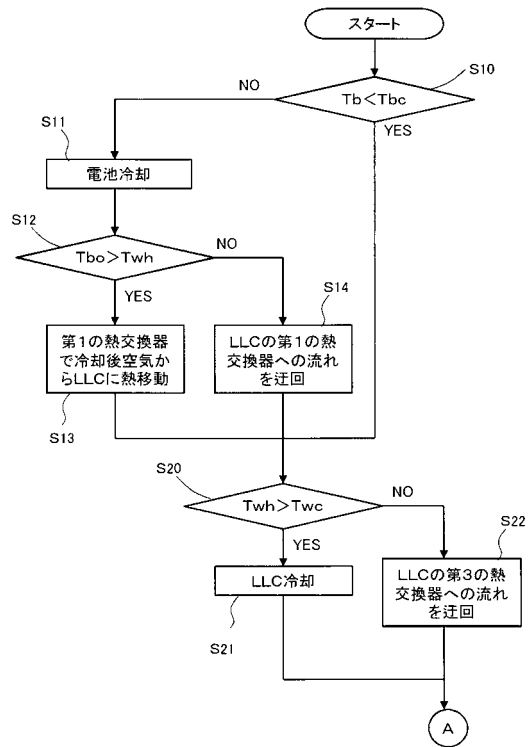 スタート
S10
Tb<Tbc
NO
YES
S11
電池冷却
S12
Tbo>Twh
NO
YES
S14
第1の熱交換器
で冷却後空気か
らLLCに熱移動
LLCの第1の熱
交換器への流れ
を迂回
S13
S20
Twh>Twc
NO
YES
S22
LLC冷却
LLCの第3の熱
交換器への流れ
を迂回
S21
A